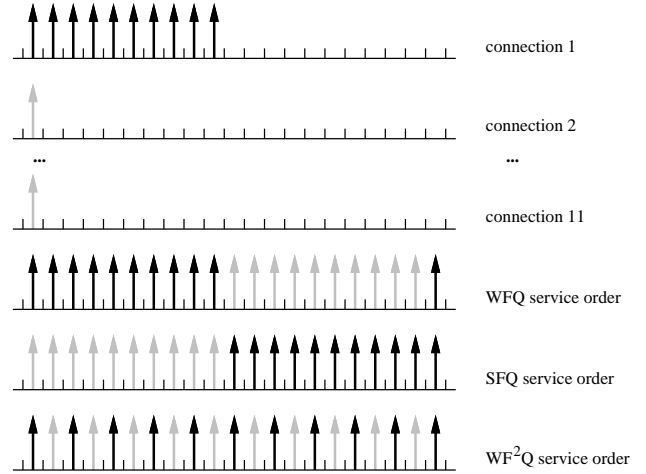 connection 1
connection 2
... ...
connection 11
WFQ service order
SFQ service order
WF²Q service order